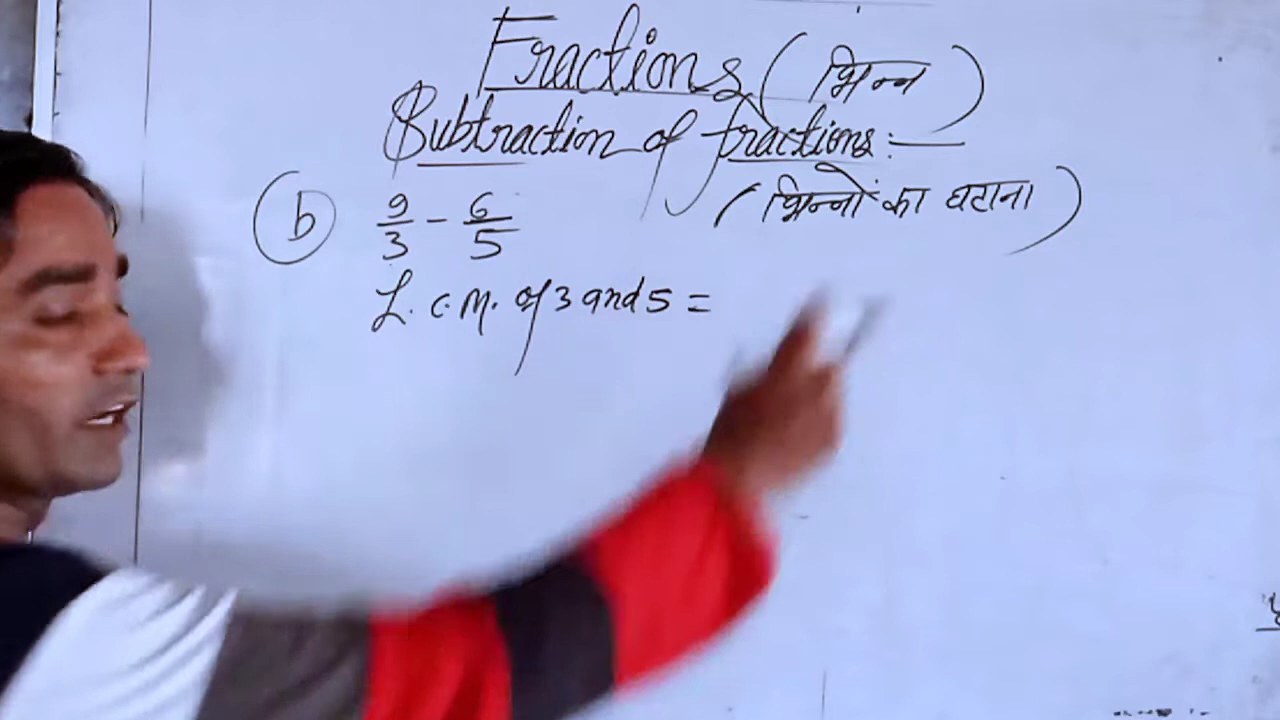 Fractions (भिन्न)
Subtraction of fractions :—
(भिन्नों का घटाना)
(b) 9/3 - 6/5
L.C.M. of 3 and 5 =